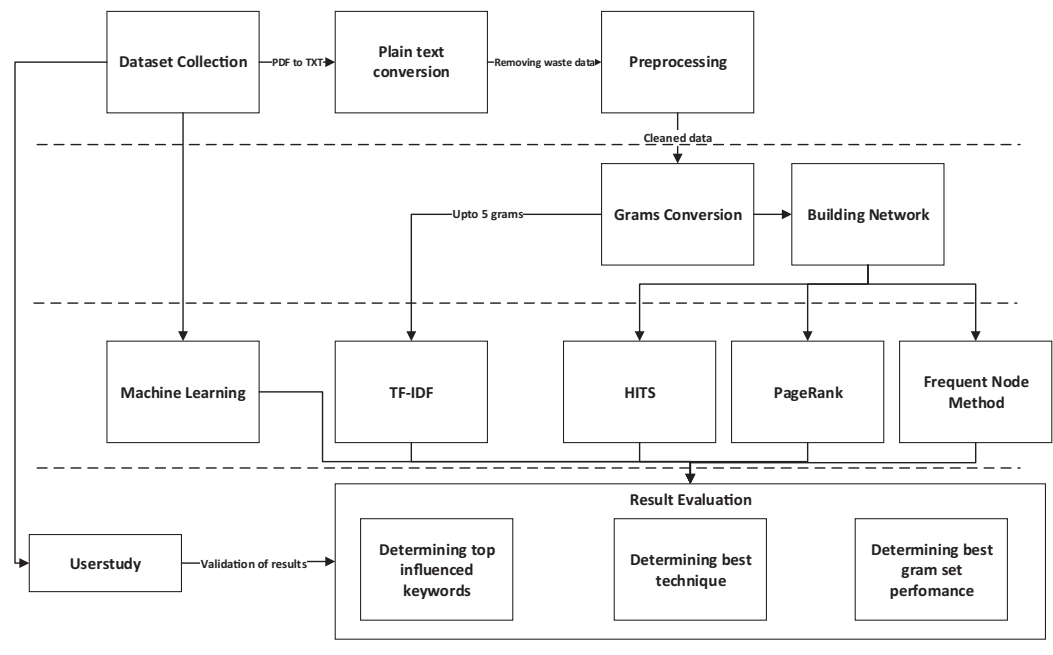 Dataset Collection
PDF to TXT
Plain text
conversion
Removing waste data
Preprocessing
Cleaned data
Grams Conversion
Building Network
Upto 5 grams
Machine Learning
TF-IDF
HITS
PageRank
Frequent Node
Method
Result Evaluation
Userstudy
Validation of results
Determining top
influenced
keywords
Determining best
technique
Determining best
gram set
perfomance